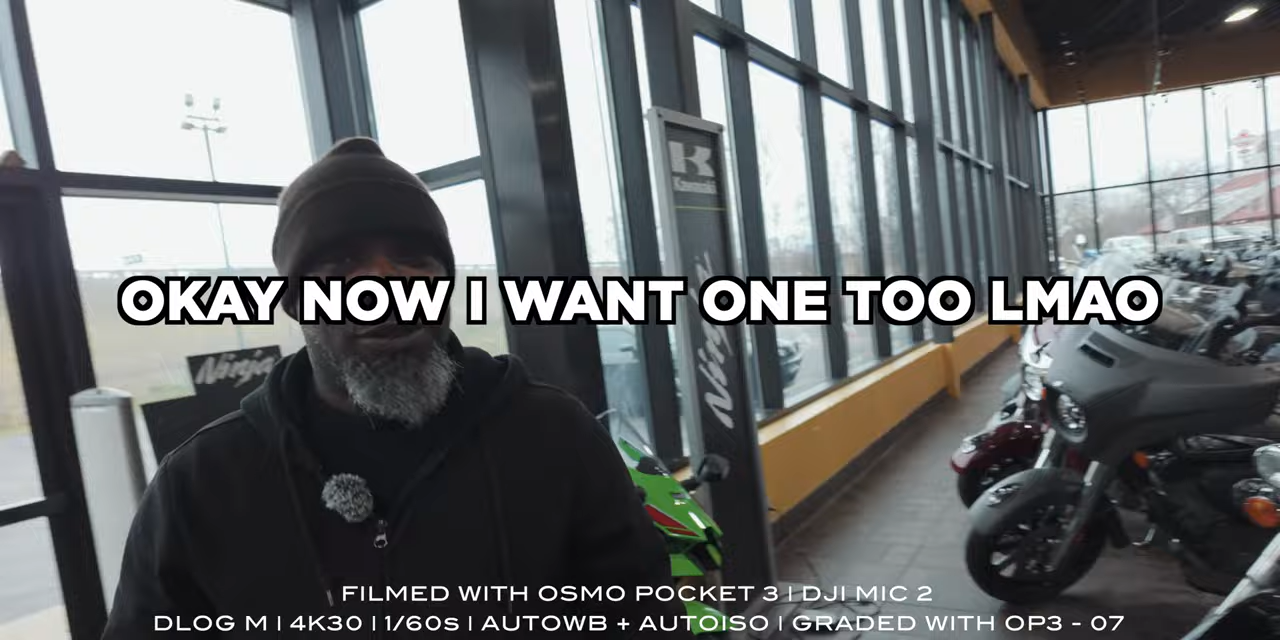 Kawasaki
Ninja
OKAY NOW I WANT ONE TOO LMAO
Ninja
FILMED WITH OSMO POCKET 3 | DJI MIC 2
DLOG M | 4K30 | 1/60s | AUTOWB + AUTOISO | GRADED WITH OP3 - 07